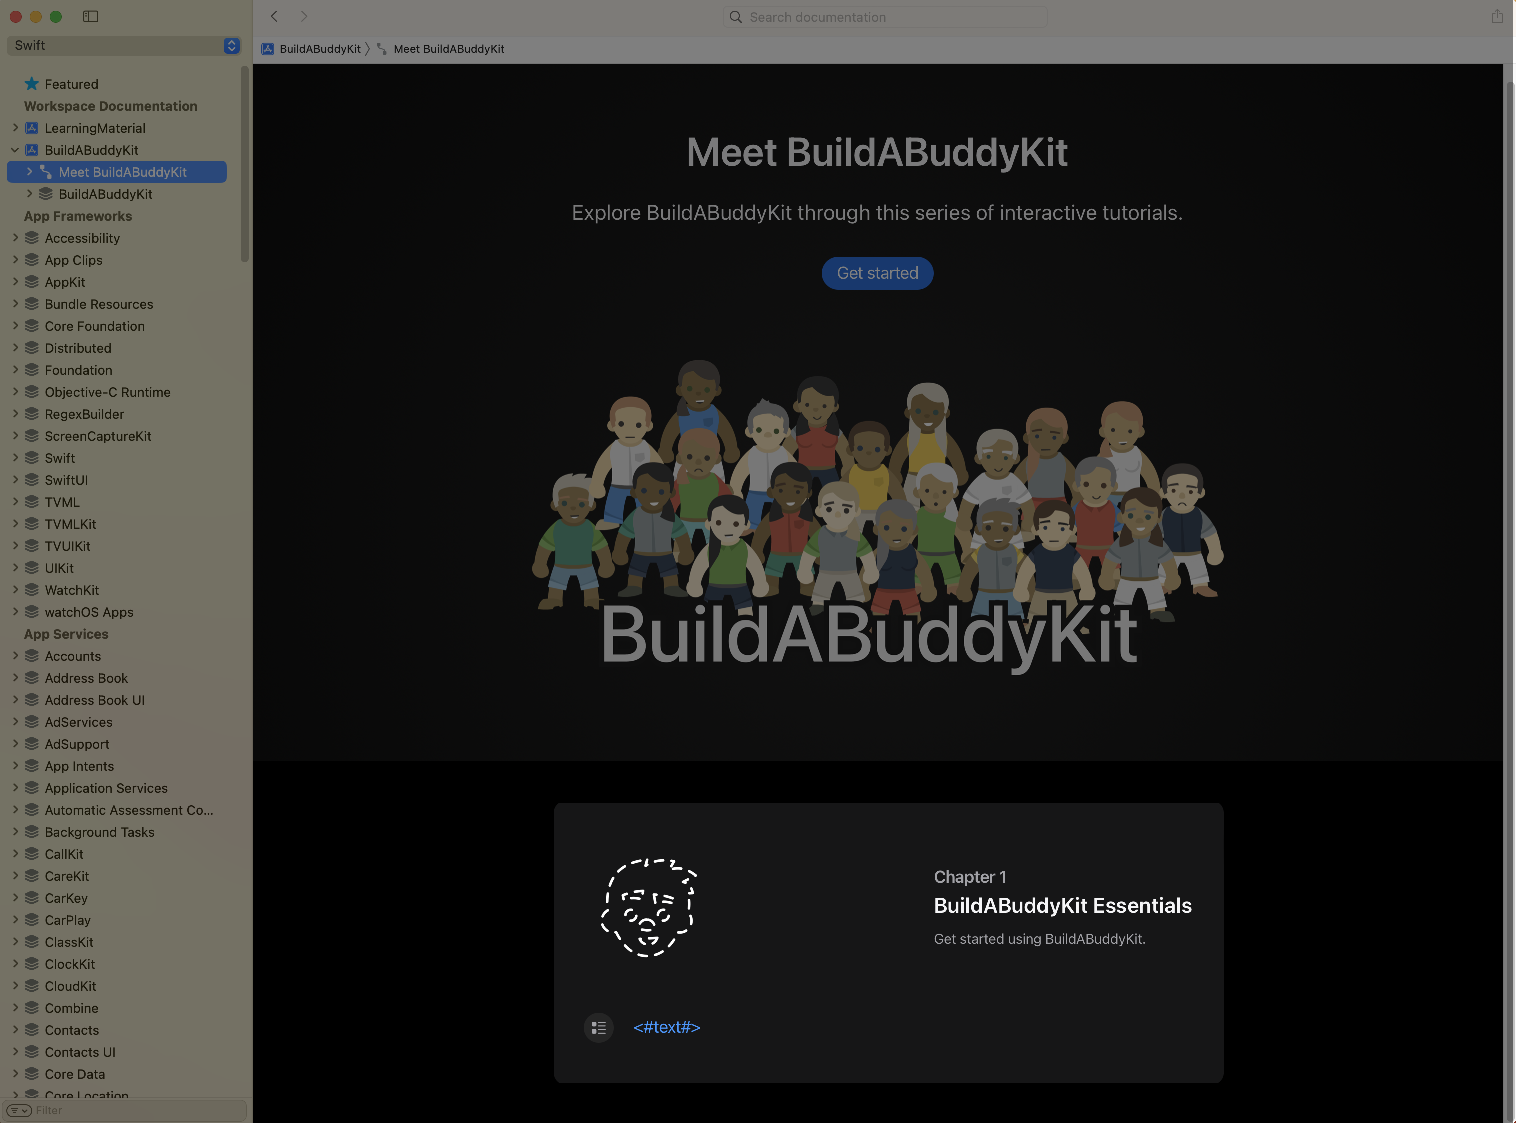 Search documentation
Swift
BuildABuddyKit
Meet BuildABuddyKit
Featured
Workspace Documentation
LearningMaterial
BuildABuddyKit
Meet BuildABuddyKit
BuildABuddyKit
App Frameworks
Accessibility
App Clips
AppKit
Bundle Resources
Core Foundation
Distributed
Foundation
Objective-C Runtime
RegexBuilder
ScreenCaptureKit
Swift
SwiftUI
TVML
TVMLKit
TVUIKit
UIKit
WatchKit
watchOS Apps
App Services
Accounts
Address Book
Address Book UI
AdServices
AdSupport
App Intents
Application Services
Automatic Assessment Co...
Background Tasks
CallKit
CareKit
CarKey
CarPlay
ClassKit
ClockKit
CloudKit
Combine
Contacts
Contacts UI
Core Data
Core Location
Filter
Meet BuildABuddyKit
Explore BuildABuddyKit through this series of interactive tutorials.
Get started
BuildABuddyKit
Chapter 1
BuildABuddyKit Essentials
Get started using BuildABuddyKit.
<#text#>